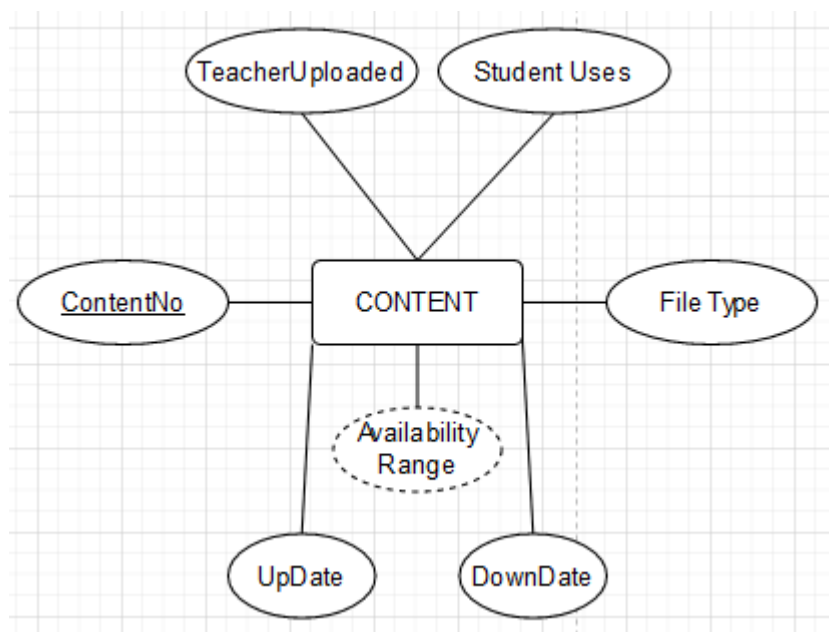 TeacherUploaded
Student Uses
ContentNo
CONTENT
File Type
Availability
Range
UpDate
DownDate